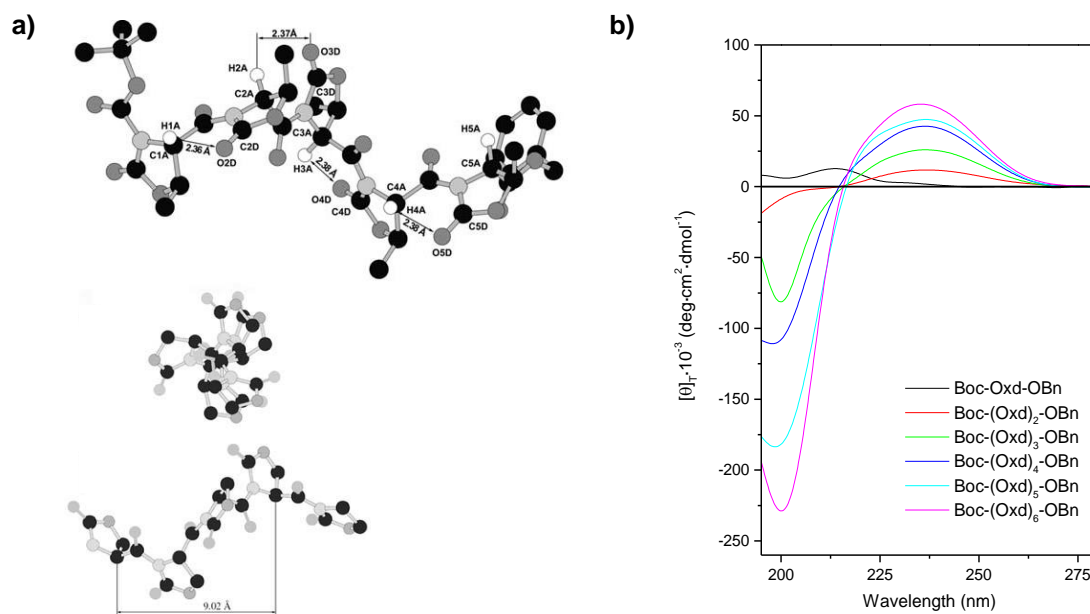 a)
2.37Å
O3D
H2A
C2A
C3D
H1A
H5A
C3A
C1A
2.36 Å
C2D
C5A
O2D
H3A
2.38 Å
C4A
O4D
H4A
C4D
2.38 Å
C5D
O5D
9.02 Å
b)
100
50
0
-50
-100
-150
-200
-250
[θ]T·10⁻³ (deg·cm²·dmol⁻¹)
Boc-Oxd-OBn
Boc-(Oxd)₂-OBn
Boc-(Oxd)₃-OBn
Boc-(Oxd)₄-OBn
Boc-(Oxd)₅-OBn
Boc-(Oxd)₆-OBn
200 225 250 275
Wavelength (nm)